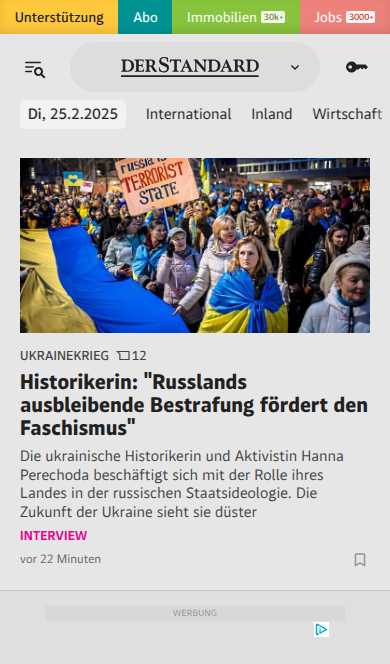 Unterstützung Abo Immobilien 30k+ Jobs 3000+
DERSTANDARD
Di, 25.2.2025 International Inland Wirtschaft
russia is
TERRORIST
STATE
UKRAINEKRIEG 12
Historikerin: "Russlands
ausbleibende Bestrafung fördert den
Faschismus"
Die ukrainische Historikerin und Aktivistin Hanna
Perechoda beschäftigt sich mit der Rolle ihres
Landes in der russischen Staatsideologie. Die
Zukunft der Ukraine sieht sie düster
INTERVIEW
vor 22 Minuten
WERBUNG